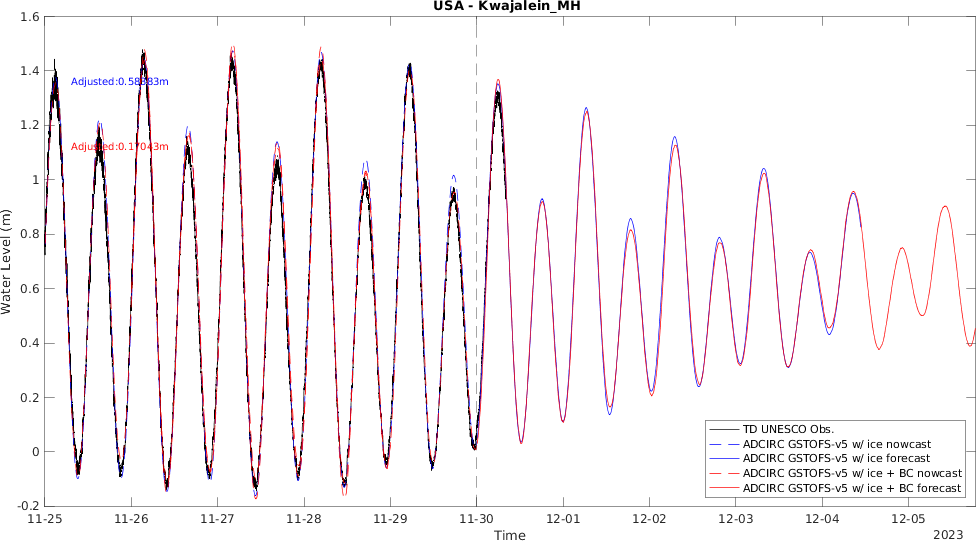 USA - Kwajalein_MH
1.6
1.4
1.2
1
0.8
0.6
0.4
0.2
0
-0.2
Water Level (m)
Adjusted:0.58383m
Adjusted:0.17043m
TD UNESCO Obs.
ADCIRC GSTOFS-v5 w/ ice nowcast
ADCIRC GSTOFS-v5 w/ ice forecast
ADCIRC GSTOFS-v5 w/ ice + BC nowcast
ADCIRC GSTOFS-v5 w/ ice + BC forecast
11-25 11-26 11-27 11-28 11-29 11-30 12-01 12-02 12-03 12-04 12-05
Time
2023